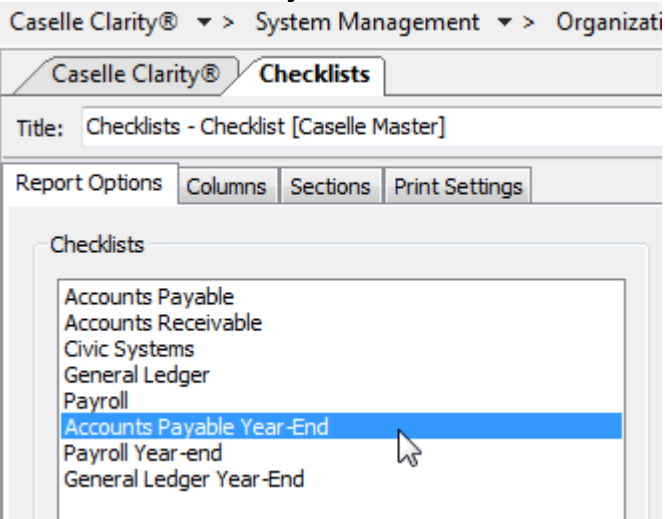 Caselle Clarity® > System Management > Organizati
Caselle Clarity® Checklists
Title: Checklists - Checklist [Caselle Master]
Report Options Columns Sections Print Settings
Checklists
Accounts Payable
Accounts Receivable
Civic Systems
General Ledger
Payroll
Accounts Payable Year-End
Payroll Year-end
General Ledger Year-End